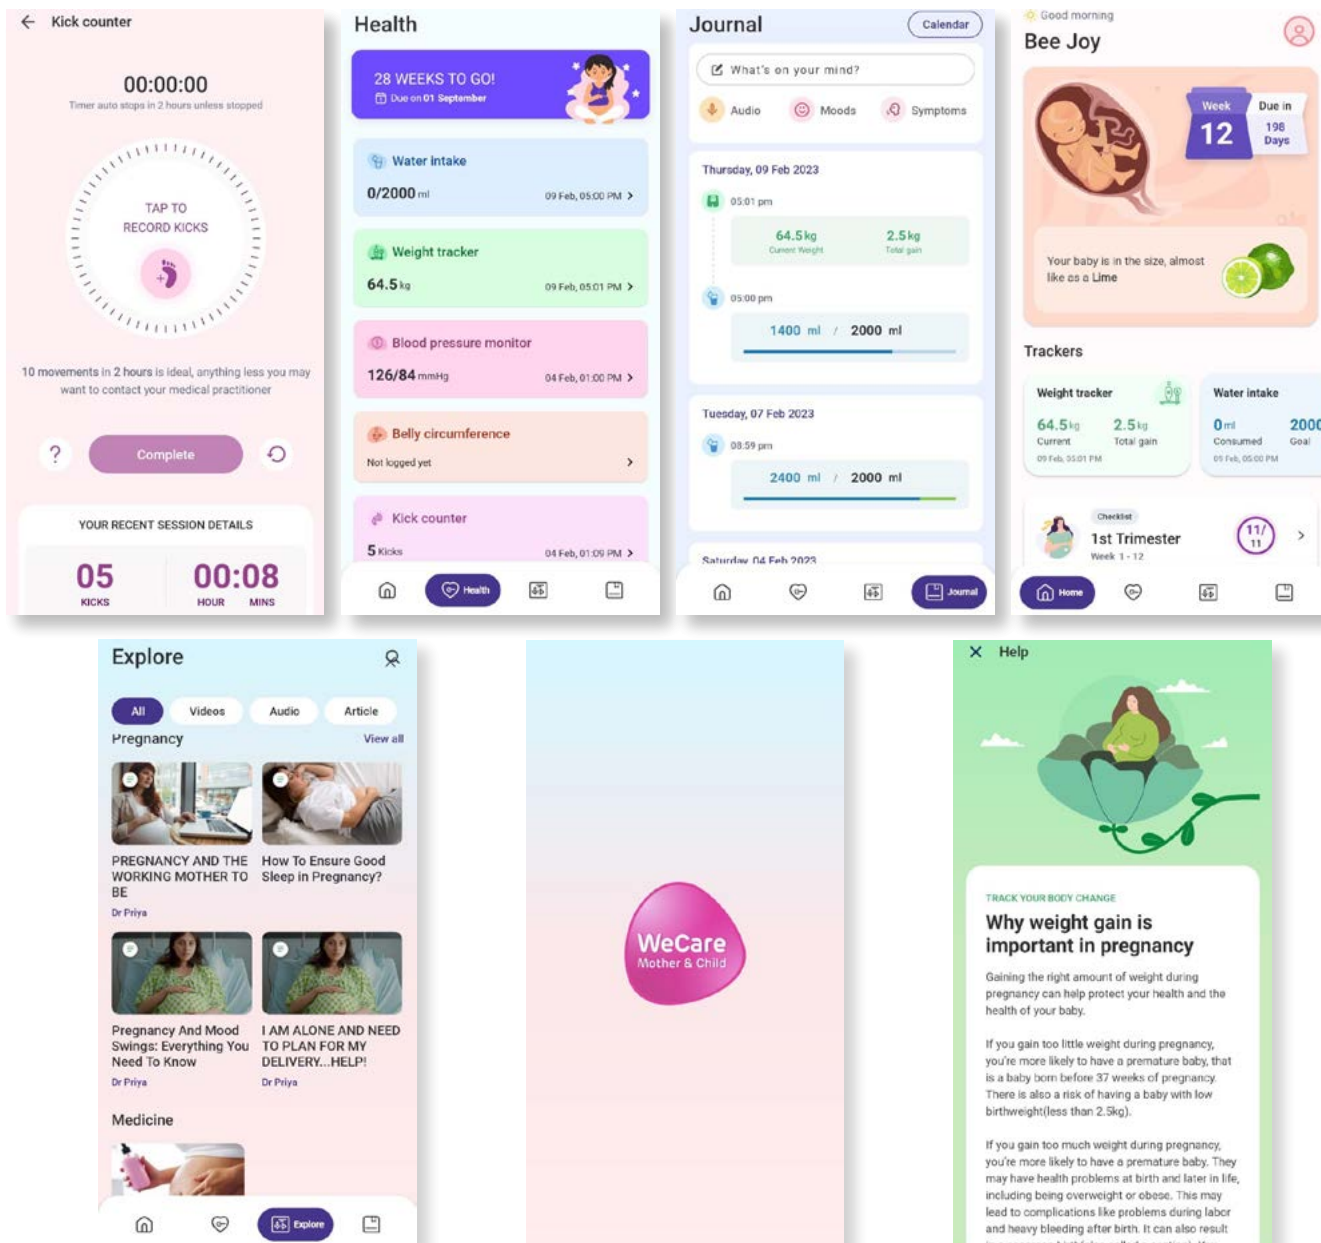 Kick counter
00:00:00
Timer auto stops in 2 hours unless stopped
TAP TO
RECORD KICKS
10 movements in 2 hours is ideal, anything less you may
want to contact your medical practitioner
?
Complete
YOUR RECENT SESSION DETAILS
05
KICKS
00:08
HOUR MINS
Health
28 WEEKS TO GO!
Due on 01 September
Water intake
0/2000 ml
09 Feb, 05:00 PM >
Weight tracker
64.5 kg
09 Feb, 05:01 PM >
Blood pressure monitor
126/84 mmHg
04 Feb, 01:00 PM >
Belly circumference
Not logged yet
>
Kick counter
5 Kicks
04 Feb, 01:09 PM >
Health
Journal
Calendar
What's on your mind?
Audio
Moods
Symptoms
Thursday, 09 Feb 2023
05:01 pm
64.5 kg
Current Weight
2.5 kg
Total gain
05:00 pm
1400 ml / 2000 ml
Tuesday, 07 Feb 2023
08:59 pm
2400 ml / 2000 ml
Saturday, 04 Feb 2023
Journal
Good morning
Bee Joy
Week
12
Due in
198
Days
Your baby is in the size, almost
like as a Lime
Trackers
Weight tracker
64.5 kg
Current
2.5 kg
Total gain
09 Feb, 05:01 PM
Water intake
0 ml
Consumed
2000
Goal
09 Feb, 05:00 PM
Checklist
1st Trimester
Week 1 - 12
11/
11
>
Home
Explore
All
Videos
Audio
Article
Pregnancy
View all
PREGNANCY AND THE
WORKING MOTHER TO
BE
Dr Priya
How To Ensure Good
Sleep in Pregnancy?
Pregnancy And Mood
Swings: Everything You
Need To Know
Dr Priya
I AM ALONE AND NEED
TO PLAN FOR MY
DELIVERY...HELP!
Dr Priya
Medicine
Explore
WeCare
Mother & Child
Help
TRACK YOUR BODY CHANGE
Why weight gain is
important in pregnancy
Gaining the right amount of weight during
pregnancy can help protect your health and the
health of your baby.
If you gain too little weight during pregnancy,
you're more likely to have a premature baby, that
is a baby born before 37 weeks of pregnancy.
There is also a risk of having a baby with low
birthweight(less than 2.5kg).
If you gain too much weight during pregnancy,
you're more likely to have a premature baby. They
may have health problems at birth and later in life,
including being overweight or obese. This may
lead to complications like problems during labor
and heavy bleeding after birth. It can also result